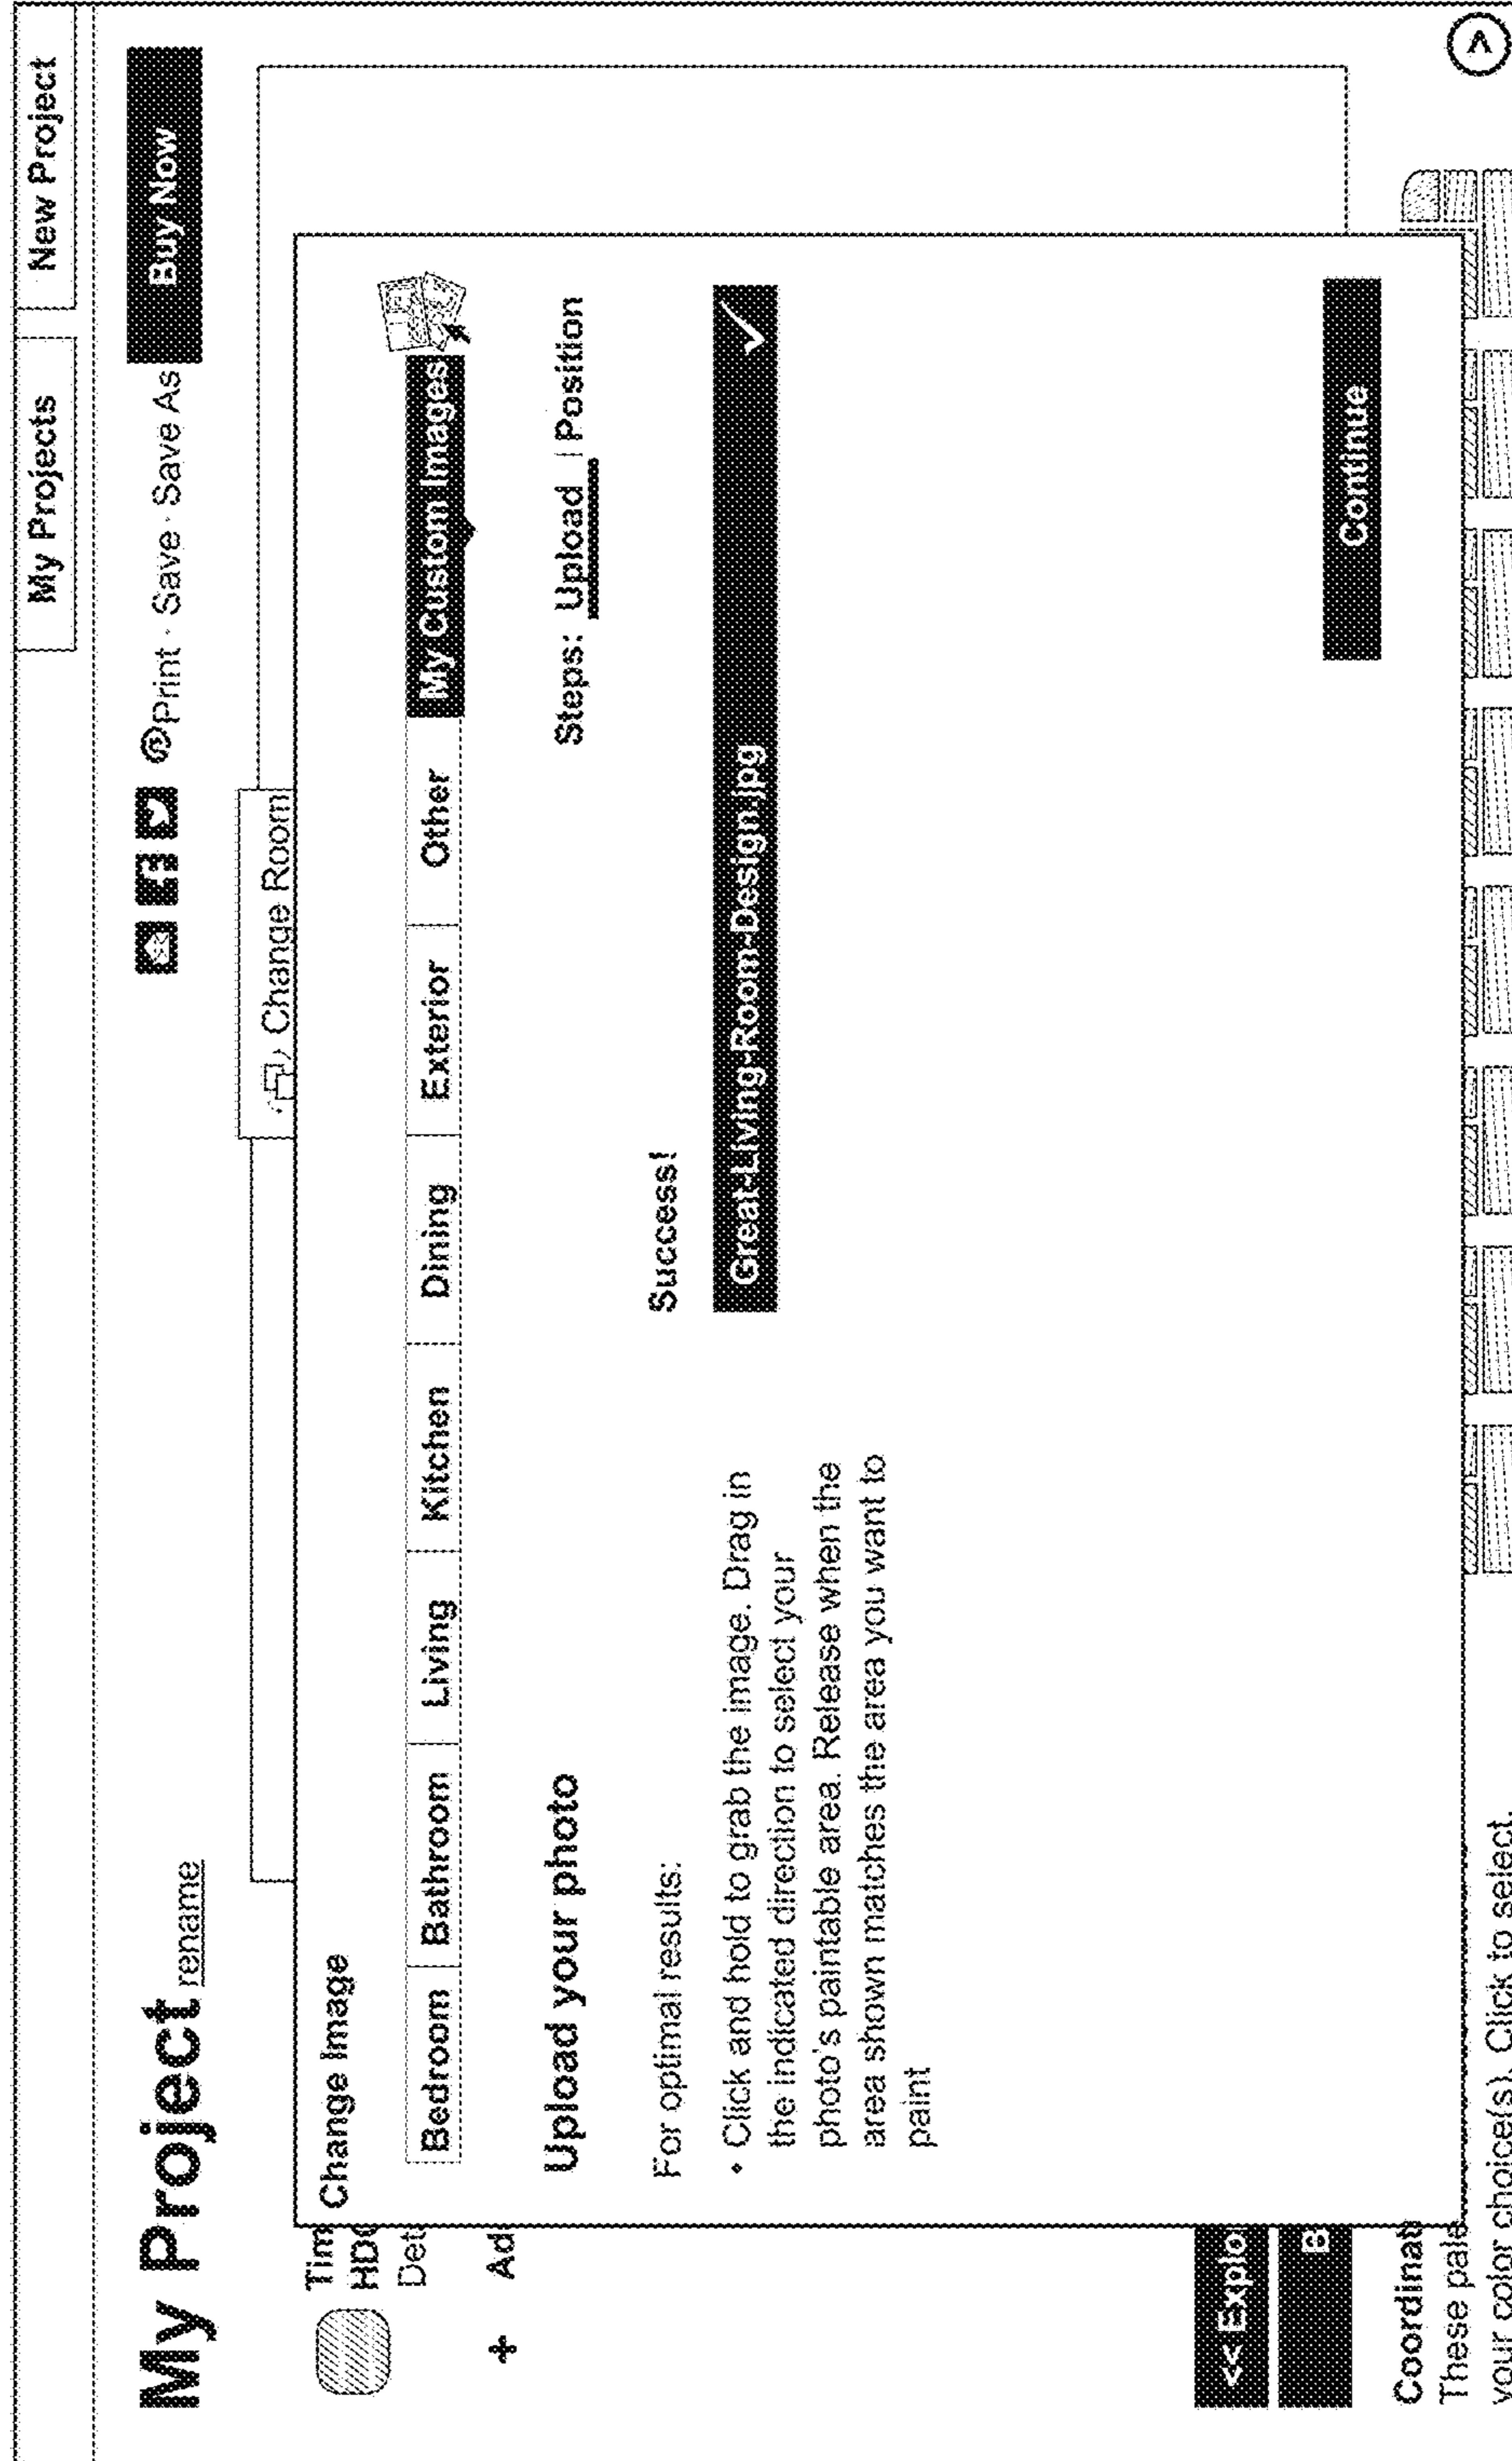 My Projects
New Project
My Project rename
Print · Save · Save As
Buy Now
Change Room
Tim
HDC
Det
+ Ad
Change Image
Bedroom
Bathroom
Living
Kitchen
Dining
Exterior
Other
My Custom Images
Upload your photo
Steps: Upload | Position
For optimal results:
• Click and hold to grab the image. Drag in
the indicated direction to select your
photo's paintable area. Release when the
area shown matches the area you want to
paint
Success!
Great-Living-Room-Design.jpg
Continue
<< Explo
B
Coordinati
These pale
your color choice(s). Click to select.